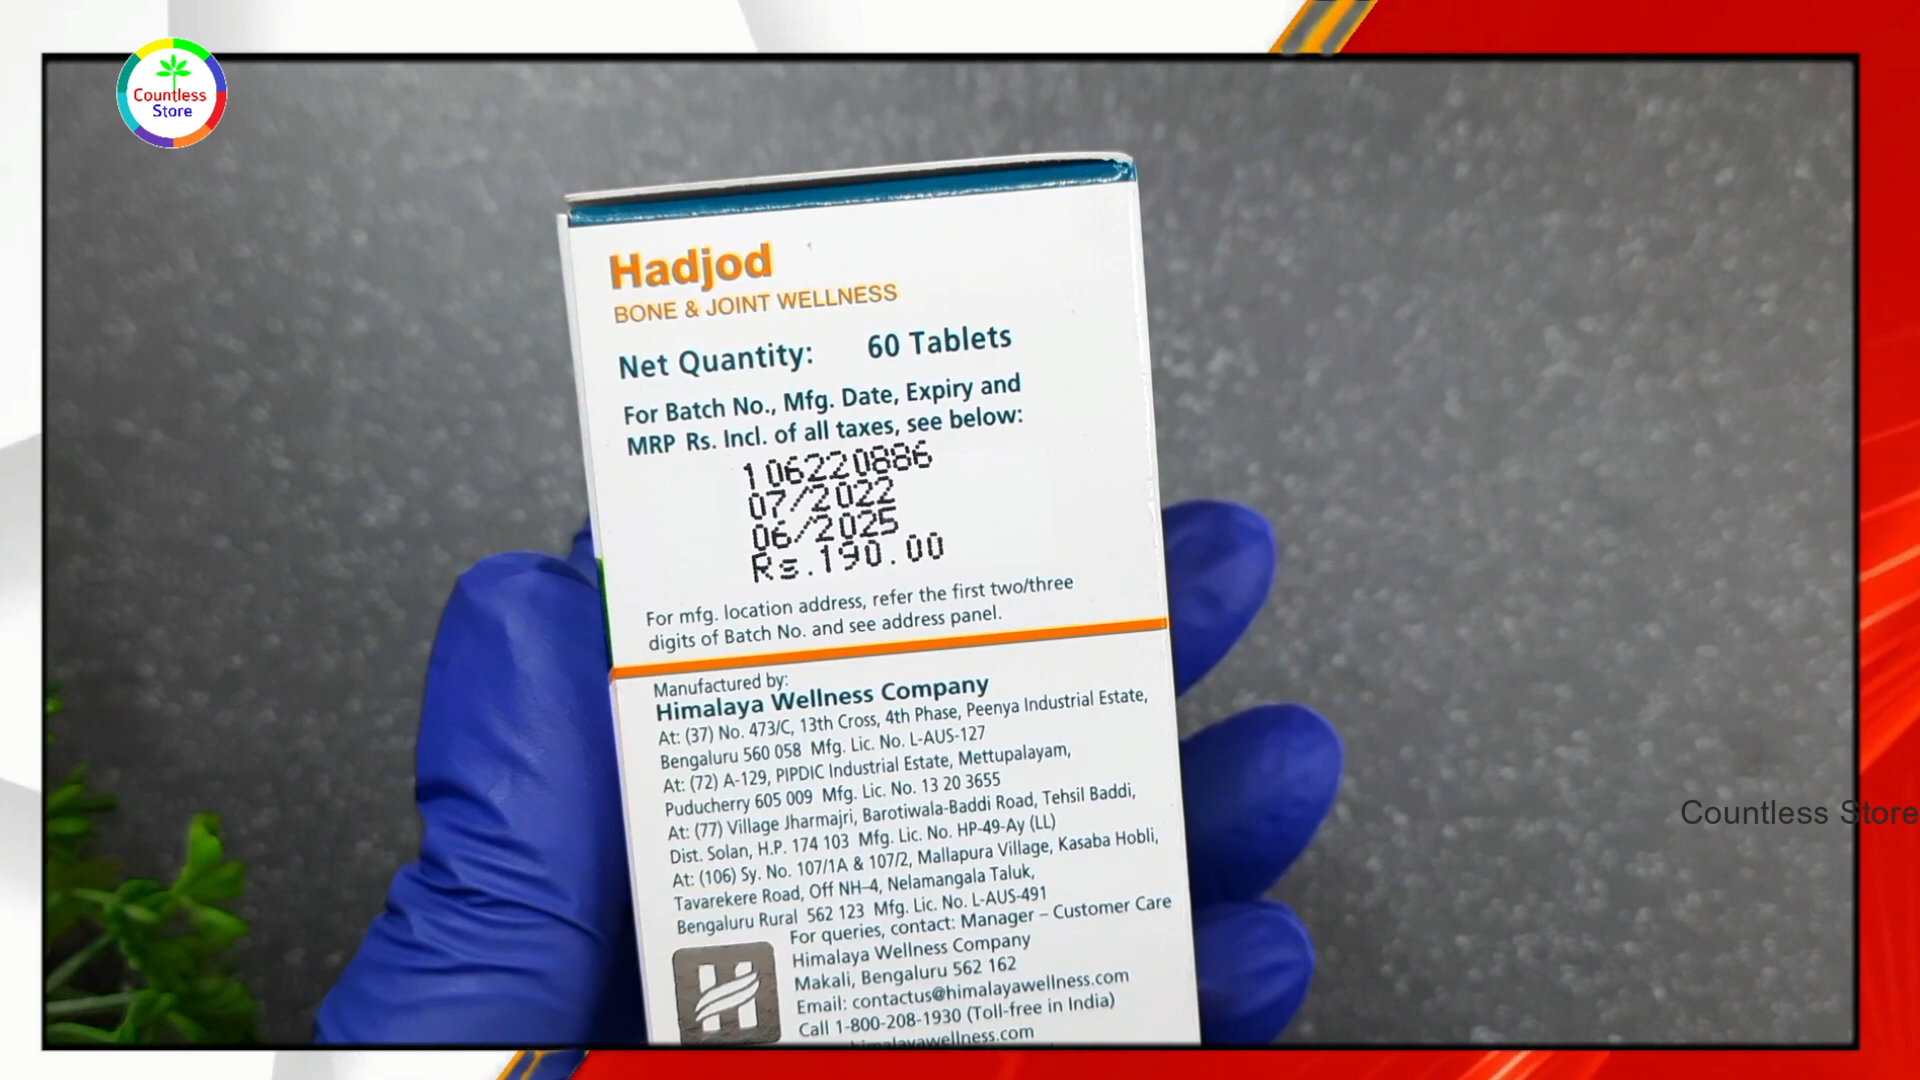 Countless
Store
Hadjod
BONE & JOINT WELLNESS
Net Quantity: 60 Tablets
For Batch No., Mfg. Date, Expiry and
MRP Rs. Incl. of all taxes, see below:
106220886
07/2022
06/2025
Rs.190.00
For mfg. location address, refer the first two/three
digits of Batch No. and see address panel.
Manufactured by:
Himalaya Wellness Company
At: (37) No. 473/C, 13th Cross, 4th Phase, Peenya Industrial Estate,
Bengaluru 560 058 Mfg. Lic. No. L-AUS-127
At: (72) A-129, PIPDIC Industrial Estate, Mettupalayam,
Puducherry 605 009 Mfg. Lic. No. 13 20 3655
At: (77) Village Jharmajri, Barotiwala-Baddi Road, Tehsil Baddi,
Dist. Solan, H.P. 174 103 Mfg. Lic. No. HP-49-Ay (LL)
At: (106) Sy. No. 107/1A & 107/2, Mallapura Village, Kasaba Hobli,
Tavarekere Road, Off NH–4, Nelamangala Taluk,
Bengaluru Rural 562 123 Mfg. Lic. No. L-AUS-491
For queries, contact: Manager – Customer Care
Himalaya Wellness Company
Makali, Bengaluru 562 162
Email: contactus@himalayawellness.com
Call 1-800-208-1930 (Toll-free in India)
himalayawellness.com
Countless Store